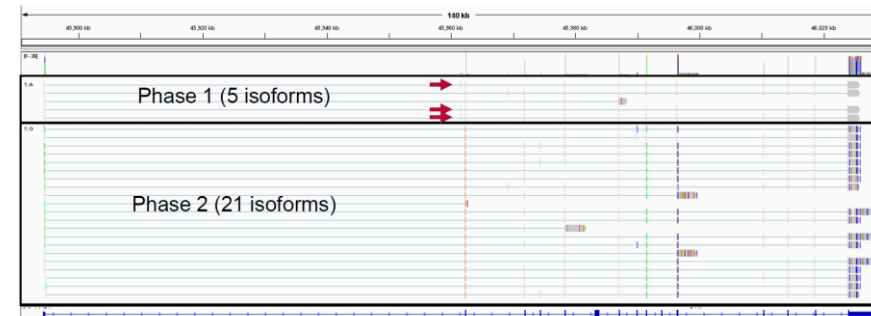 140 kb
45,900 kb 45,920 kb 45,940 kb 45,960 kb 45,980 kb 46,000 kb 46,020 kb
Phase 1 (5 isoforms)
Phase 2 (21 isoforms)